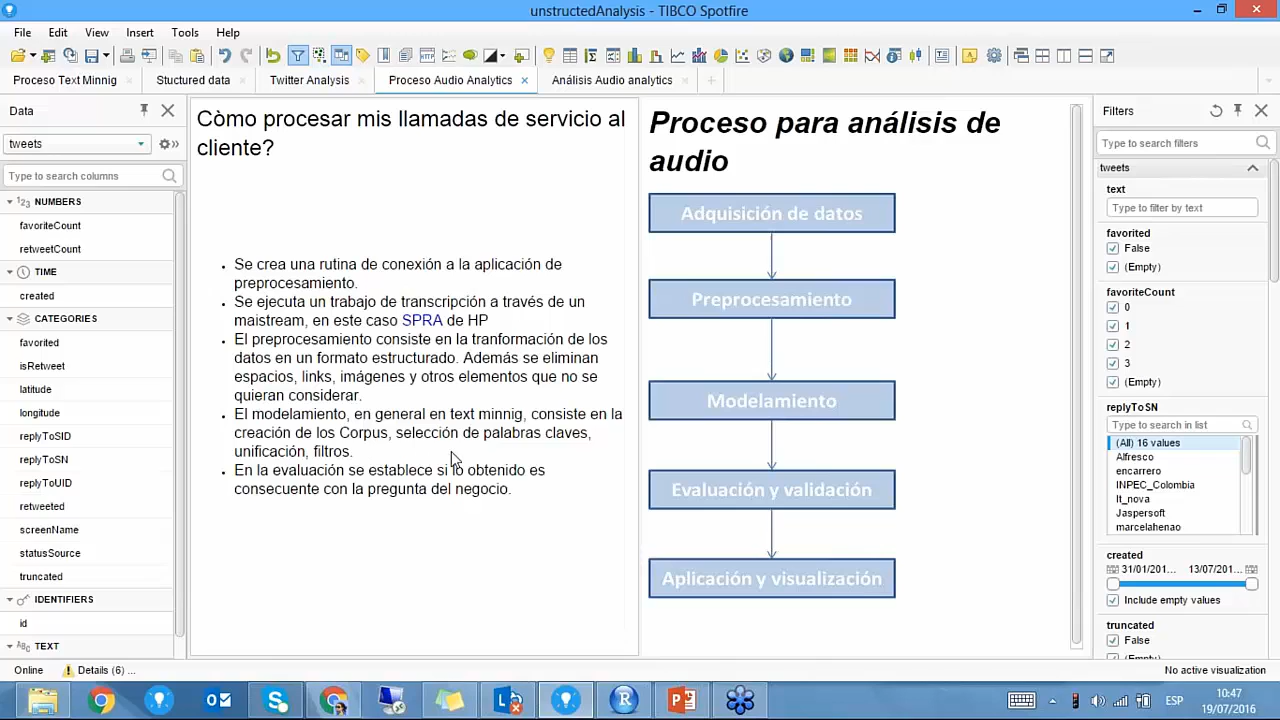 unstructedAnalysis - TIBCO Spotfire
File Edit View Insert Tools Help
Proceso Text Minnig
Stuctured data
Twitter Analysis
Proceso Audio Analytics
Análisis Audio analytics
Data
tweets
Type to search columns
NUMBERS
favoriteCount
retweetCount
TIME
created
CATEGORIES
favorited
isRetweet
latitude
longitude
replyToSID
replyToSN
replyToUID
retweeted
screenName
statusSource
truncated
IDENTIFIERS
id
TEXT
Còmo procesar mis llamadas de servicio al
cliente?
• Se crea una rutina de conexión a la aplicación de
preprocesamiento.
• Se ejecuta un trabajo de transcripción a través de un
maistream, en este caso SPRA de HP
• El preprocesamiento consiste en la tranformación de los
datos en un formato estructurado. Además se eliminan
espacios, links, imágenes y otros elementos que no se
quieran considerar.
• El modelamiento, en general en text minnig, consiste en la
creación de los Corpus, selección de palabras claves,
unificación, filtros.
• En la evaluación se establece si lo obtenido es
consecuente con la pregunta del negocio.
Proceso para análisis de
audio
Adquisición de datos
Preprocesamiento
Modelamiento
Evaluación y validación
Aplicación y visualización
Filters
Type to search filters
tweets
text
Type to filter by text
favorited
False
(Empty)
favoriteCount
0
1
2
3
(Empty)
replyToSN
Type to search in list
(All) 16 values
Alfresco
encarrero
INPEC_Colombia
It_nova
Jaspersoft
marcelahenao
created
31/01/201... 13/07/201...
Include empty values
truncated
False
(Empty)
Online
Details (6) ...
No active visualization
ESP
10:47
19/07/2016